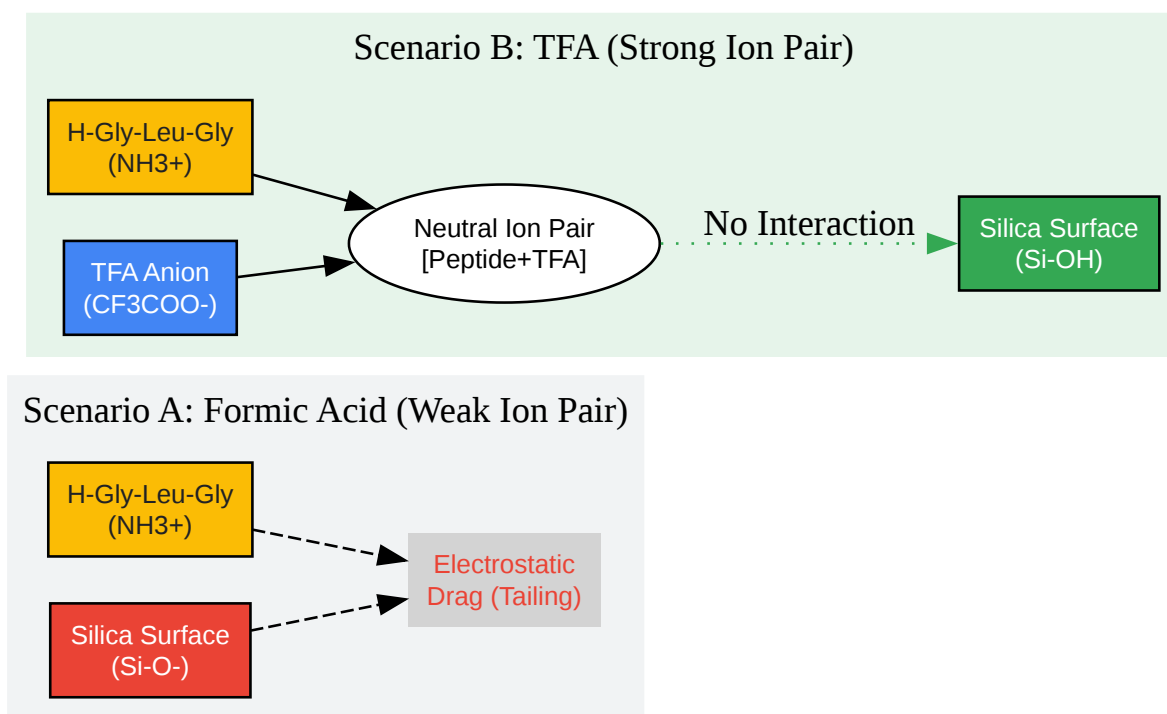 Scenario B: TFA (Strong Ion Pair)
H-Gly-Leu-Gly
(NH3+)
TFA Anion
(CF3COO-)
Neutral Ion Pair
[Peptide+TFA]
No Interaction
Silica Surface
(Si-OH)
Scenario A: Formic Acid (Weak Ion Pair)
H-Gly-Leu-Gly
(NH3+)
Silica Surface
(Si-O-)
Electrostatic
Drag (Tailing)